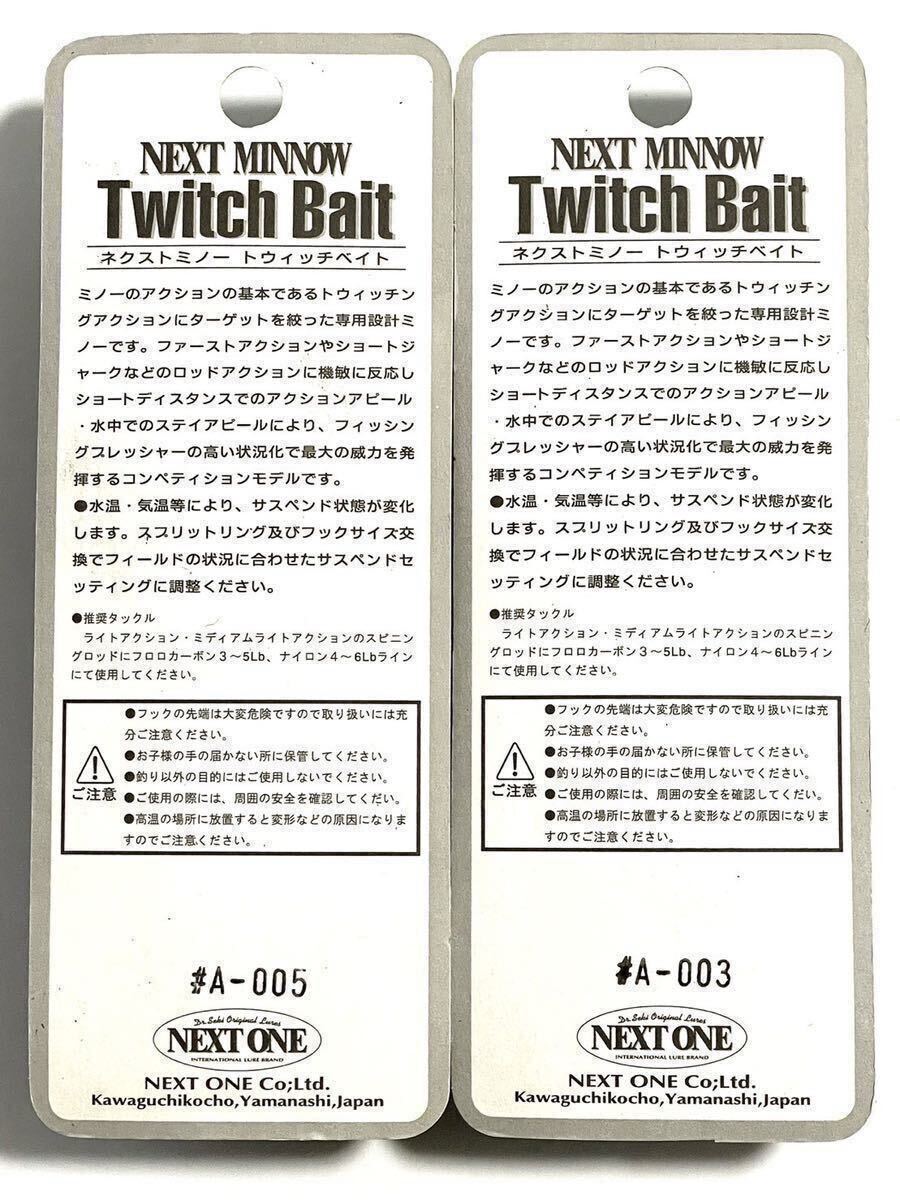 NEXT MINNOW
Twitch Bait
ネクストミノー トウィッチベイト
ミノーのアクションの基本であるトウィッチン
グアクションにターゲットを絞った専用設計ミ
ノーです。ファーストアクションやショートジ
ャークなどのロッドアクションに機敏に反応し
ショートディスタンスでのアクションアピール
・水中でのステイアピールにより、フィッシン
グプレッシャーの高い状況化で最大の威力を発
揮するコンペティションモデルです。
●水温・気温等により、サスペンド状態が変化
します。スプリットリング及びフックサイズ交
換でフィールドの状況に合わせたサスペンドセ
ッティングに調整ください。
●推奨タックル
ライトアクション・ミディアムライトアクションのスピニン
グロッドにフロロカーボン3〜5Lb、ナイロン4〜6Lbライン
にて使用してください。
ご注意
●フックの先端は大変危険ですので取り扱いには充
分ご注意ください。
●お子様の手の届かない所に保管してください。
●釣り以外の目的にはご使用しないでください。
●ご使用の際には、周囲の安全を確認してくだい。
●高温の場所に放置すると変形などの原因になりま
すのでご注意ください。
#A-005
Dr.Seki Original Lures
NEXT ONE
INTERNATIONAL LURE BRAND
NEXT ONE Co;Ltd.
Kawaguchikocho,Yamanashi,Japan
NEXT MINNOW
Twitch Bait
ネクストミノー トウィッチベイト
ミノーのアクションの基本であるトウィッチン
グアクションにターゲットを絞った専用設計ミ
ノーです。ファーストアクションやショートジ
ャークなどのロッドアクションに機敏に反応し
ショートディスタンスでのアクションアピール
・水中でのステイアピールにより、フィッシン
グプレッシャーの高い状況化で最大の威力を発
揮するコンペティションモデルです。
●水温・気温等により、サスペンド状態が変化
します。スプリットリング及びフックサイズ交
換でフィールドの状況に合わせたサスペンドセ
ッティングに調整ください。
●推奨タックル
ライトアクション・ミディアムライトアクションのスピニン
グロッドにフロロカーボン3〜5Lb、ナイロン4〜6Lbライン
にて使用してください。
ご注意
●フックの先端は大変危険ですので取り扱いには充
分ご注意ください。
●お子様の手の届かない所に保管してください。
●釣り以外の目的にはご使用しないでください。
●ご使用の際には、周囲の安全を確認してくだい。
●高温の場所に放置すると変形などの原因になりま
すのでご注意ください。
#A-003
Dr.Seki Original Lures
NEXT ONE
INTERNATIONAL LURE BRAND
NEXT ONE Co;Ltd.
Kawaguchikocho,Yamanashi,Japan